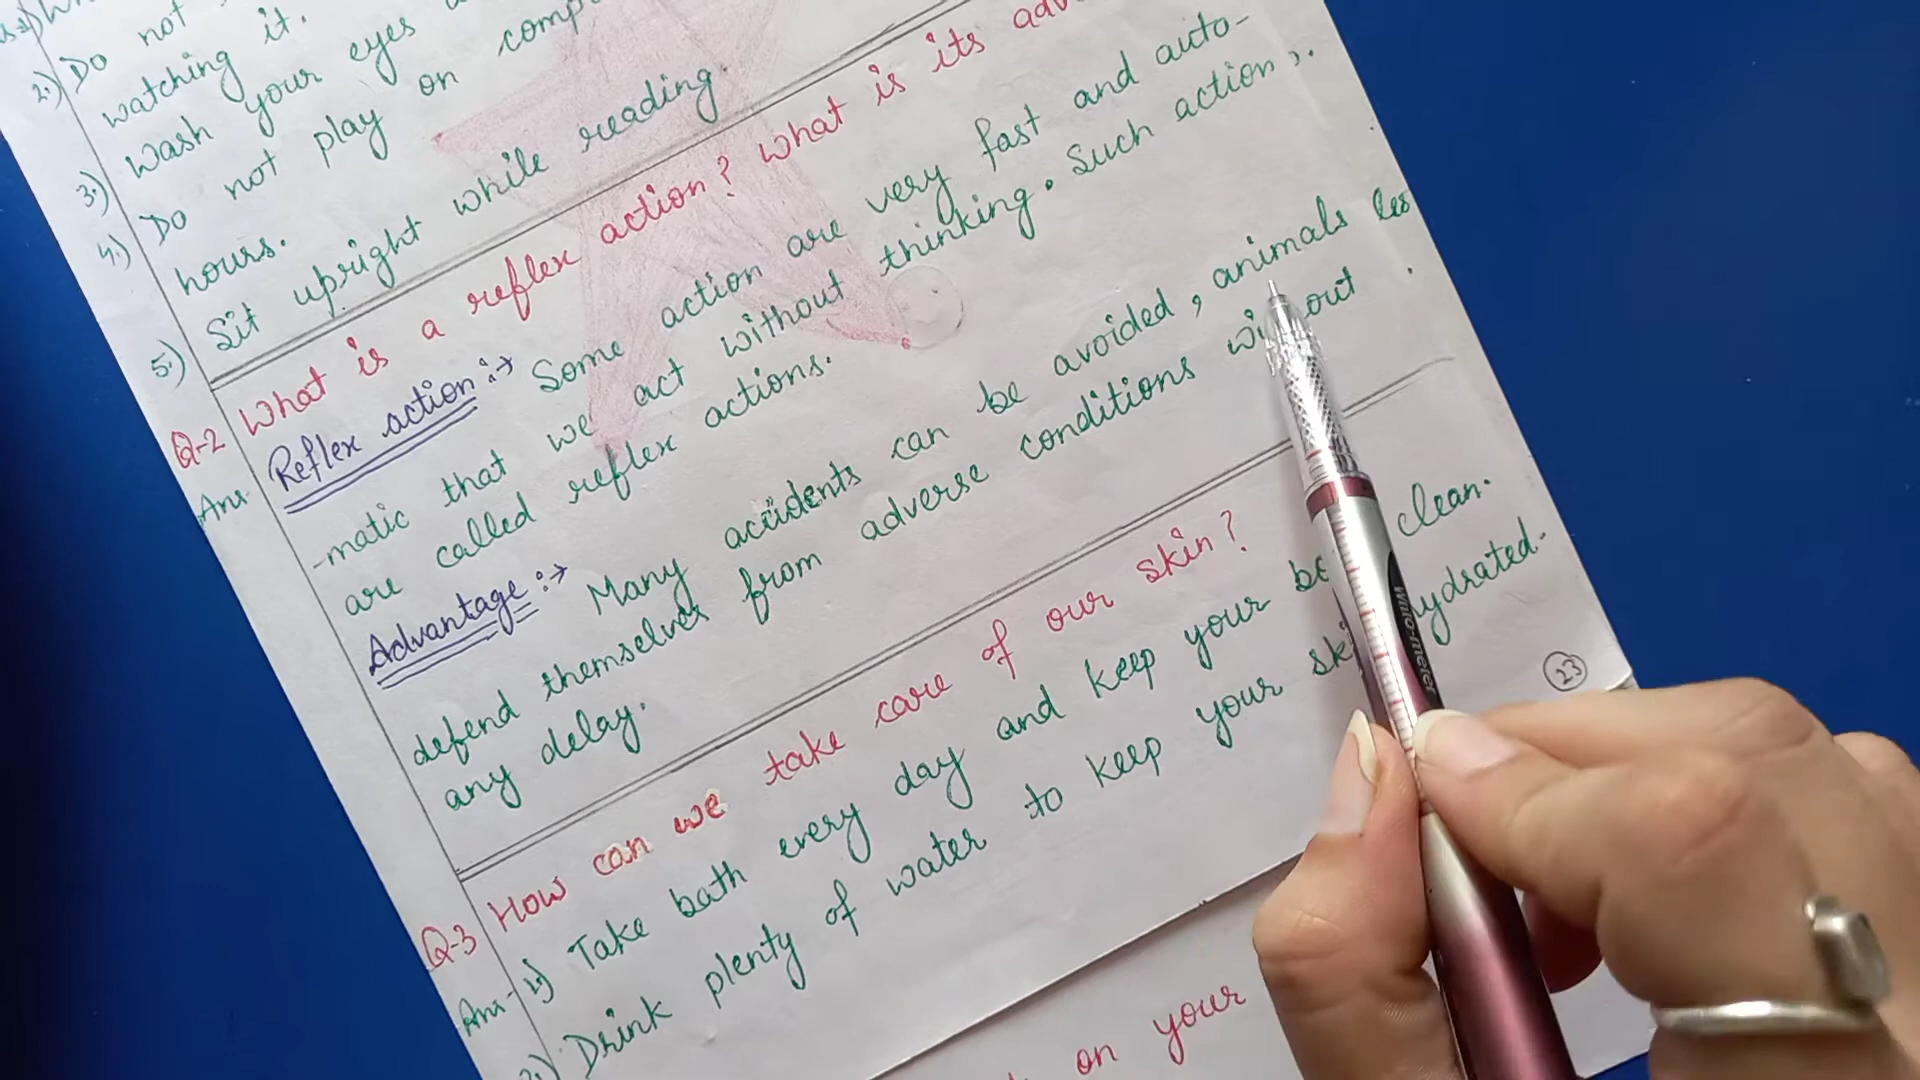 2.) Do not
watching it.
3.) Wash your eyes
4.) Do not play on
hours.
5.) Sit upright while reading.
Q-2 What is a reflex action? What is its
Ans Reflex action :→ Some action are very fast and auto-
-matic that we act without thinking. Such action,.
are called reflex actions.
Advantage :→ Many accidents can be avoided, animals
defend themselves from adverse conditions without
any delay.
Q-3 How can we take care of our skin?
Ans- 1.) Take bath every day and keep your clean.
2.) Drink plenty of water to keep your hydrated.
23
on your
Wato-meter